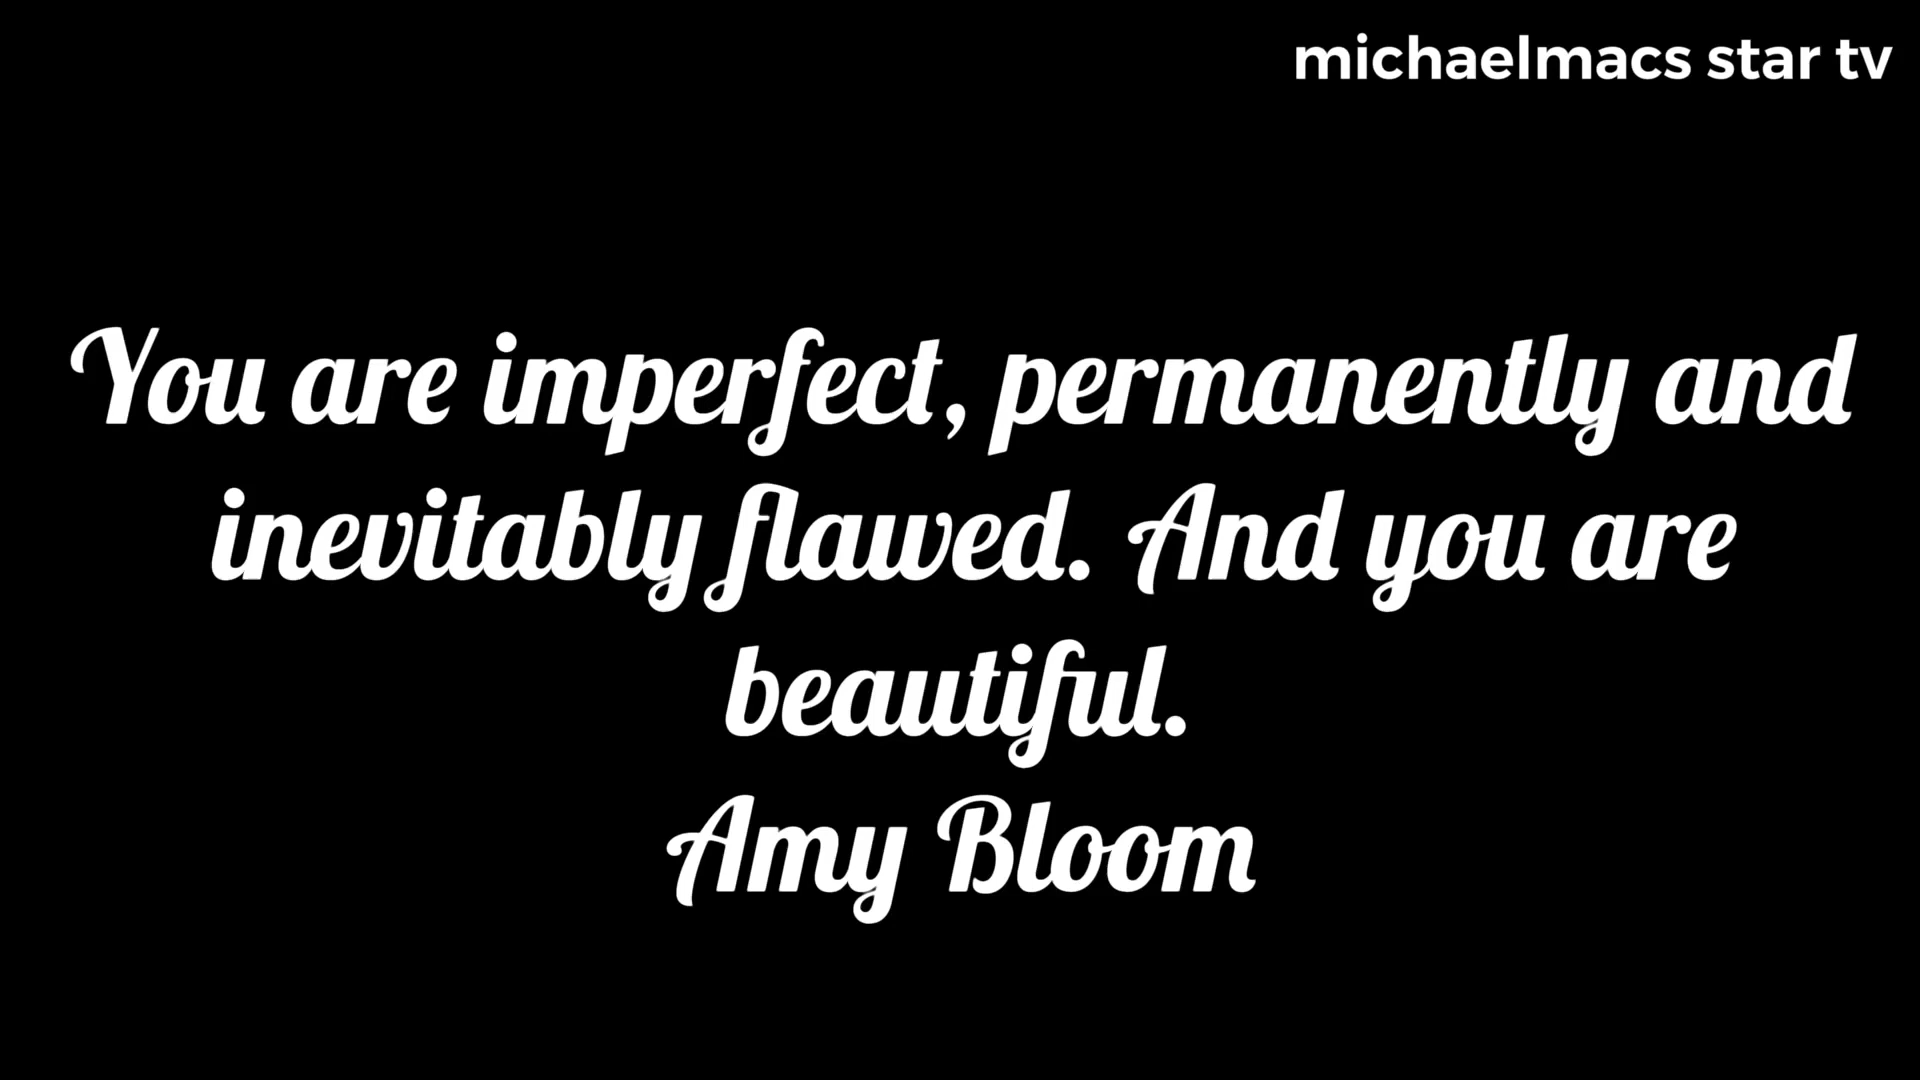 michaelmacs star tv
You are imperfect, permanently and
inevitably flawed. And you are
beautiful.
Amy Bloom